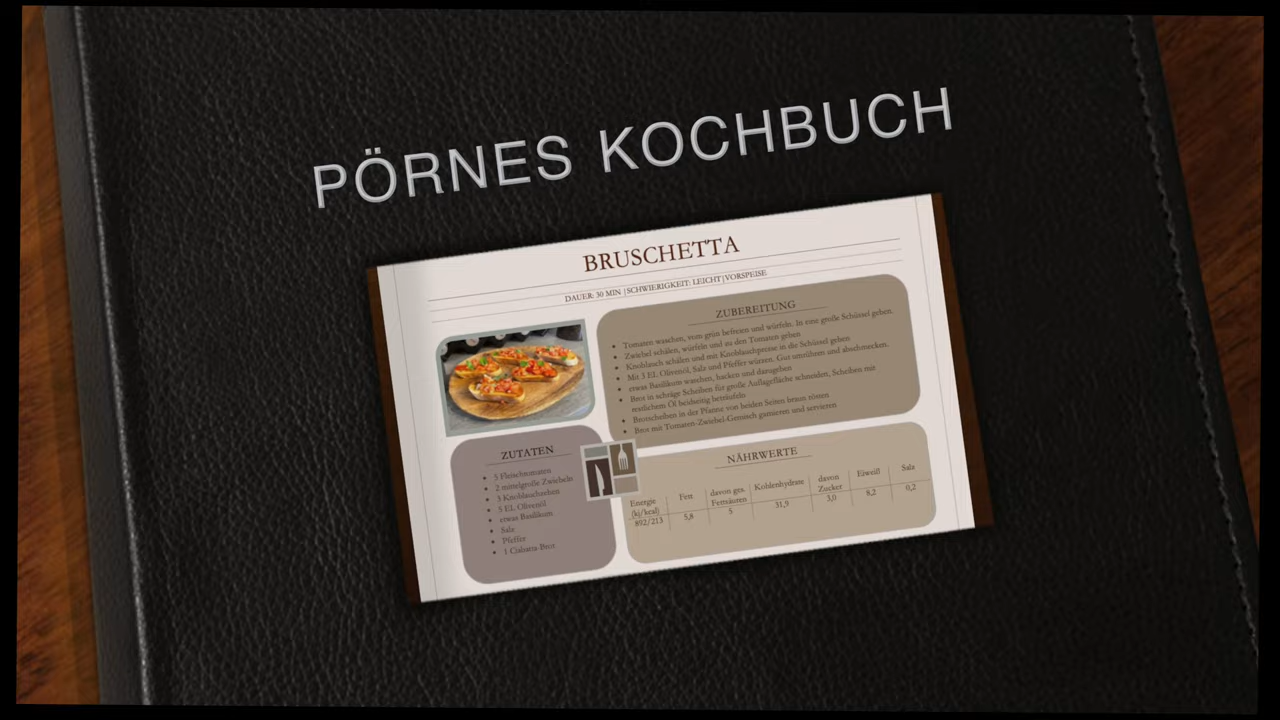 PÖRNES KOCHBUCH
BRUSCHETTA
DAUER: 30 MIN | SCHWIERIGKEIT: LEICHT | VORSPEISE
ZUBEREITUNG
• Tomaten waschen, vom grün befreien und würfeln. In eine große Schüssel geben.
• Zwiebel schälen, würfeln und zu den Tomaten geben
• Knoblauch schälen und mit Knoblauchpresse in die Schüssel geben
• Mit 3 EL Olivenöl, Salz und Pfeffer würzen. Gut umrühren und abschmecken.
• etwas Basilikum waschen, hacken und dazugeben
• Brot in schräge Scheiben für große Auflagefläche schneiden, Scheiben mit
restlichem Öl beidseitig beträufeln
• Brotscheiben in der Pfanne von beiden Seiten braun rösten
• Brot mit Tomaten-Zwiebel-Gemisch garnieren und servieren
ZUTATEN
• 5 Fleischtomaten
• 2 mittelgroße Zwiebeln
• 3 Knoblauchzehen
• 5 EL Olivenöl
• etwas Basilikum
• Salz
• Pfeffer
• 1 Ciabatta-Brot
NÄHRWERTE
Energie (kj/kcal) Fett davon ges. Fettsäuren Kohlenhydrate davon Zucker Eiweiß Salz
892/213 5,8 5 31,9 3,0 8,2 0,2